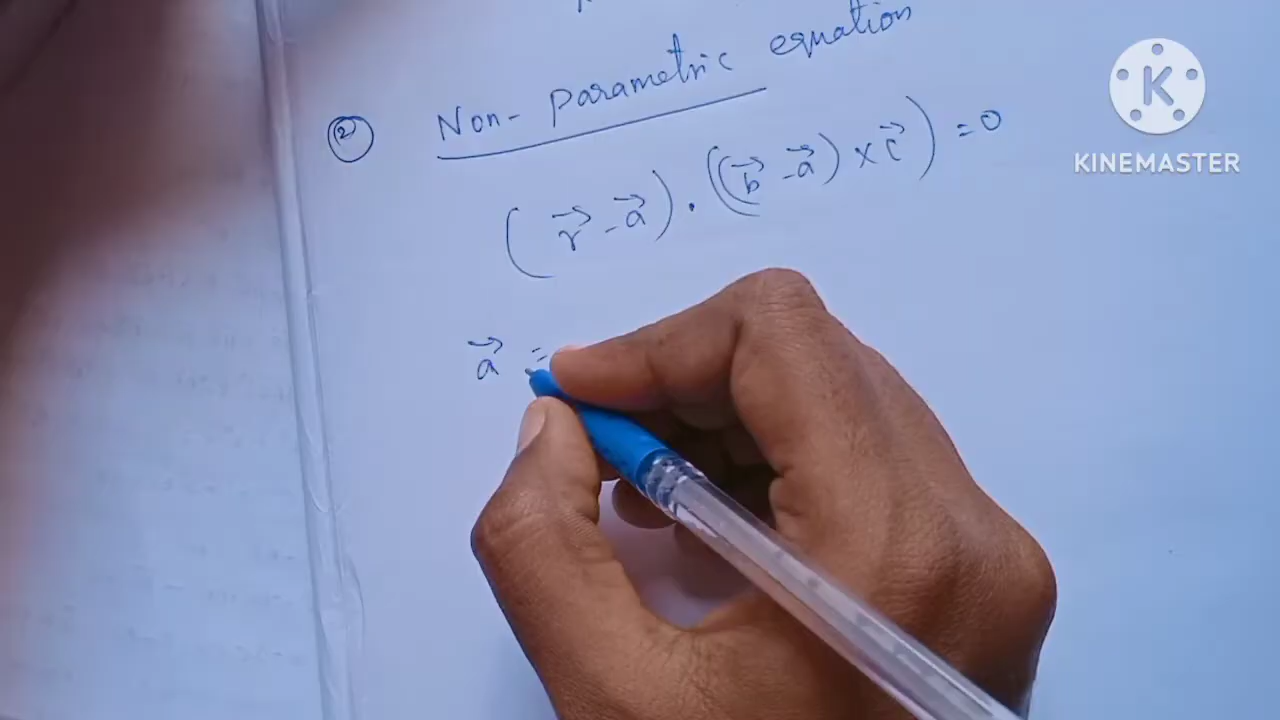 ② Non-parametric equation
(r⃗ - a⃗) . ((b⃗ - a⃗) × c⃗) = 0
a⃗ =
K
KINEMASTER